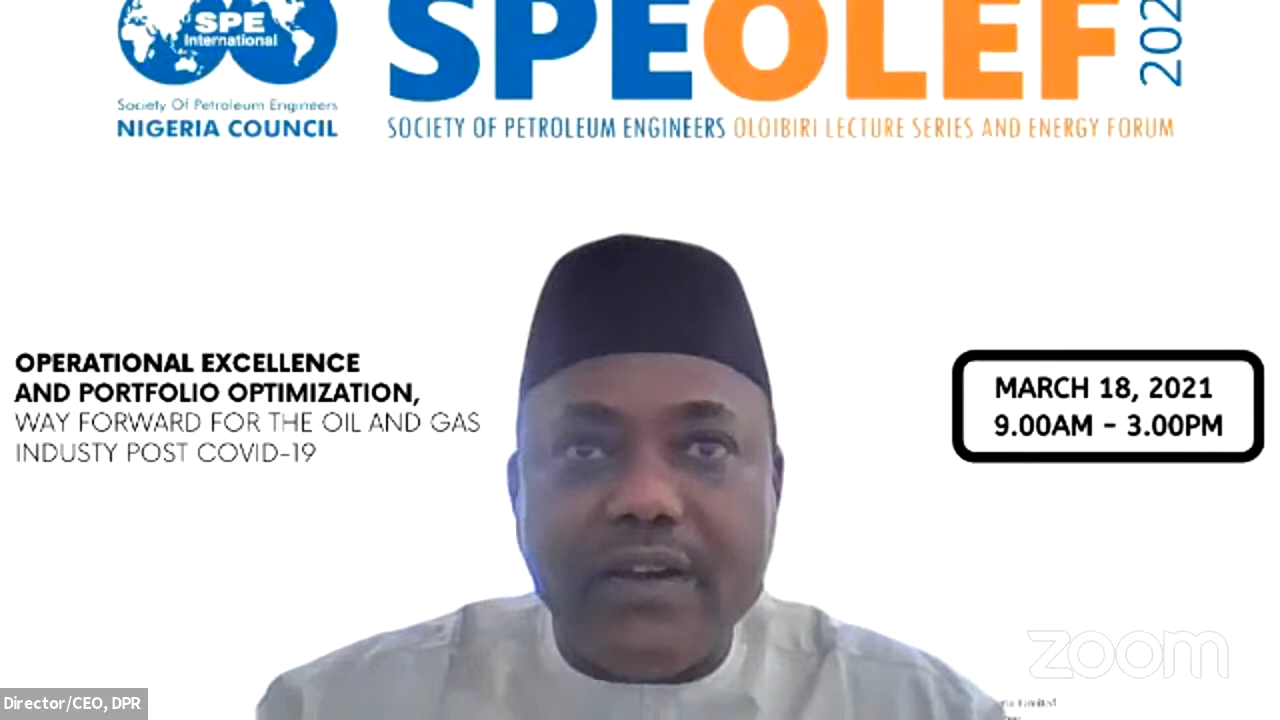 SPE
International
Society Of Petroleum Engineers
NIGERIA COUNCIL
SPEOLEF
202
SOCIETY OF PETROLEUM ENGINEERS OLOIBIRI LECTURE SERIES AND ENERGY FORUM
OPERATIONAL EXCELLENCE
AND PORTFOLIO OPTIMIZATION,
WAY FORWARD FOR THE OIL AND GAS
INDUSTY POST COVID-19
MARCH 18, 2021
9.00AM - 3.00PM
zoom
Limited
Director/CEO, DPR